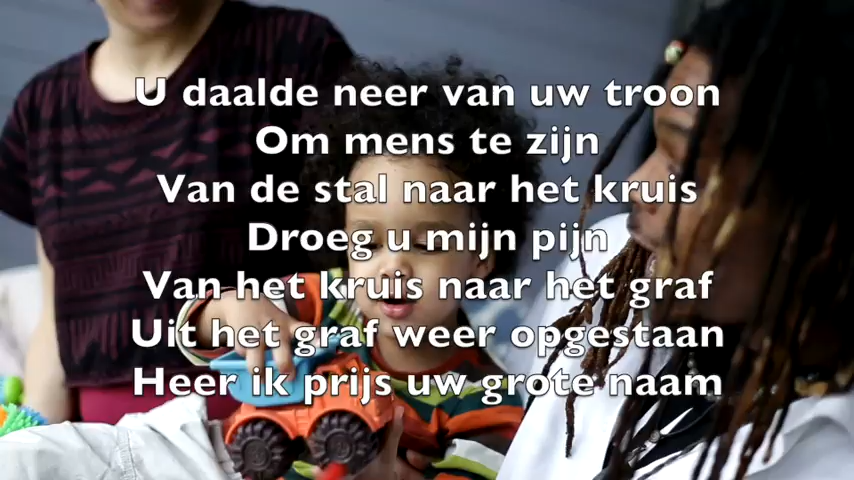 U daalde neer van uw troon
Om mens te zijn
Van de stal naar het kruis
Droeg u mijn pijn
Van het kruis naar het graf
Uit het graf weer opgestaan
Heer ik prijs uw grote naam